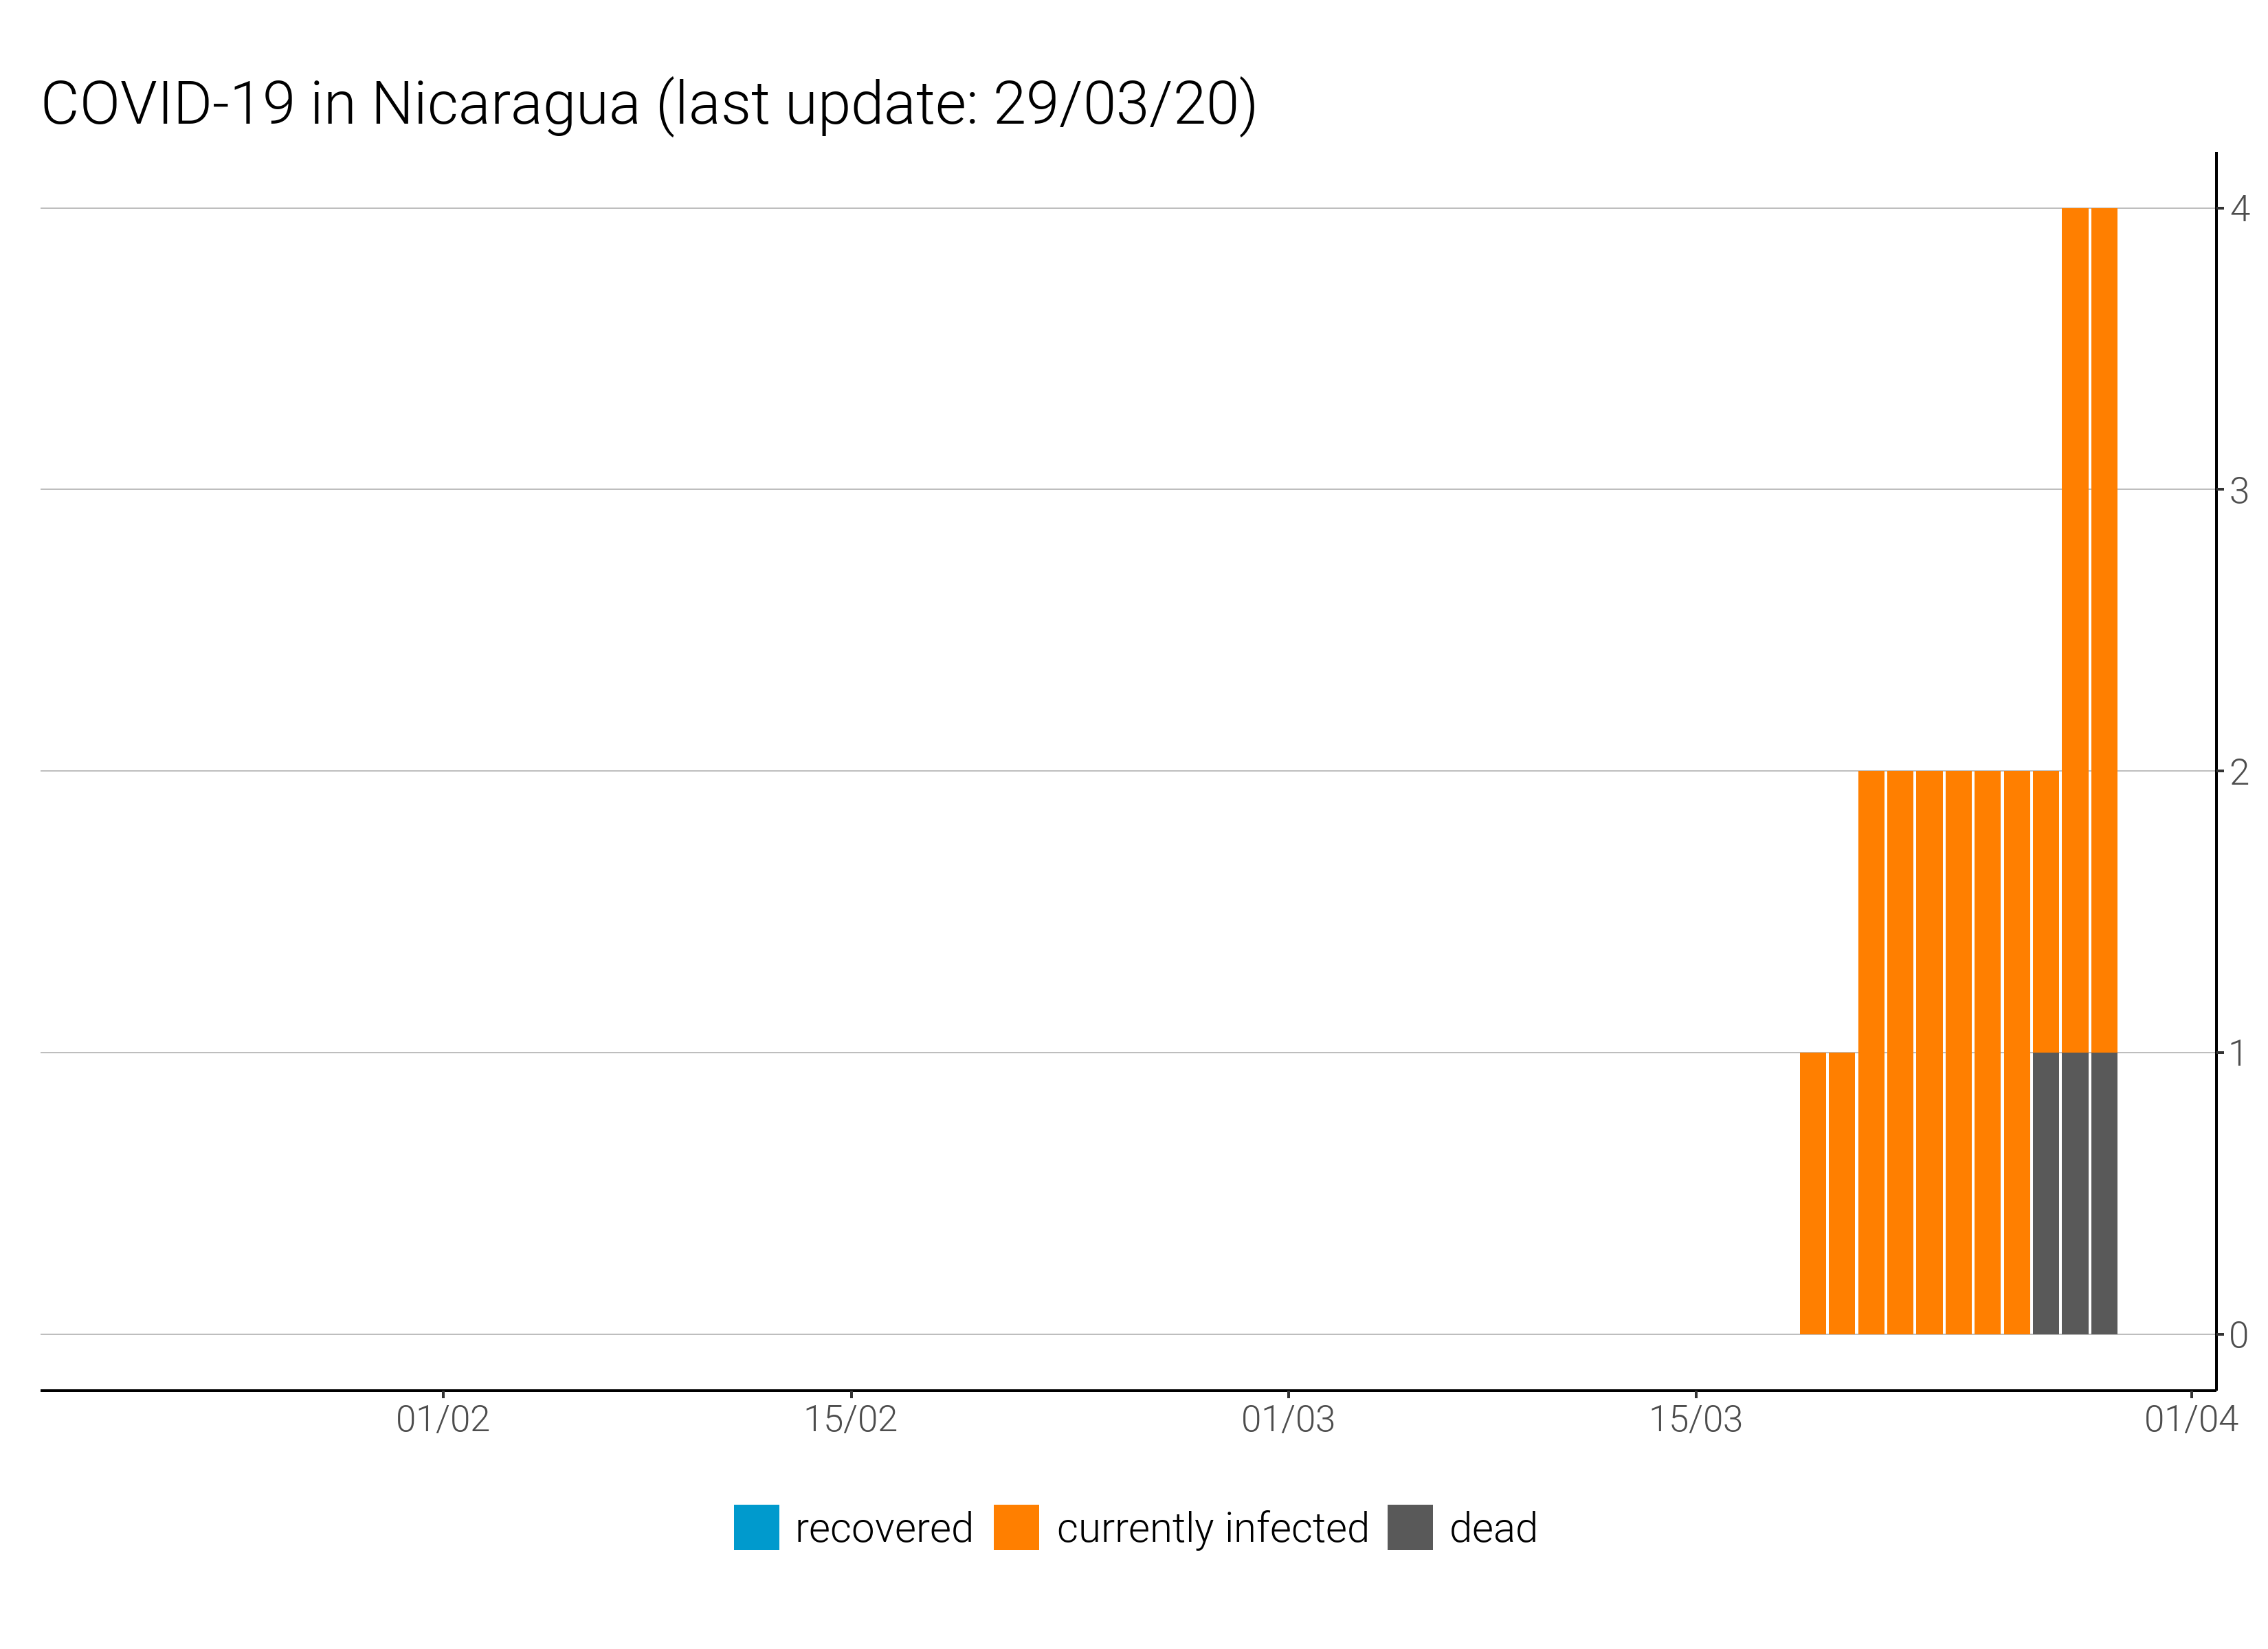 COVID-19 in Nicaragua (last update: 29/03/20)
4
3
2
1
0
01/02 15/02 01/03 15/03 01/04
recovered currently infected dead